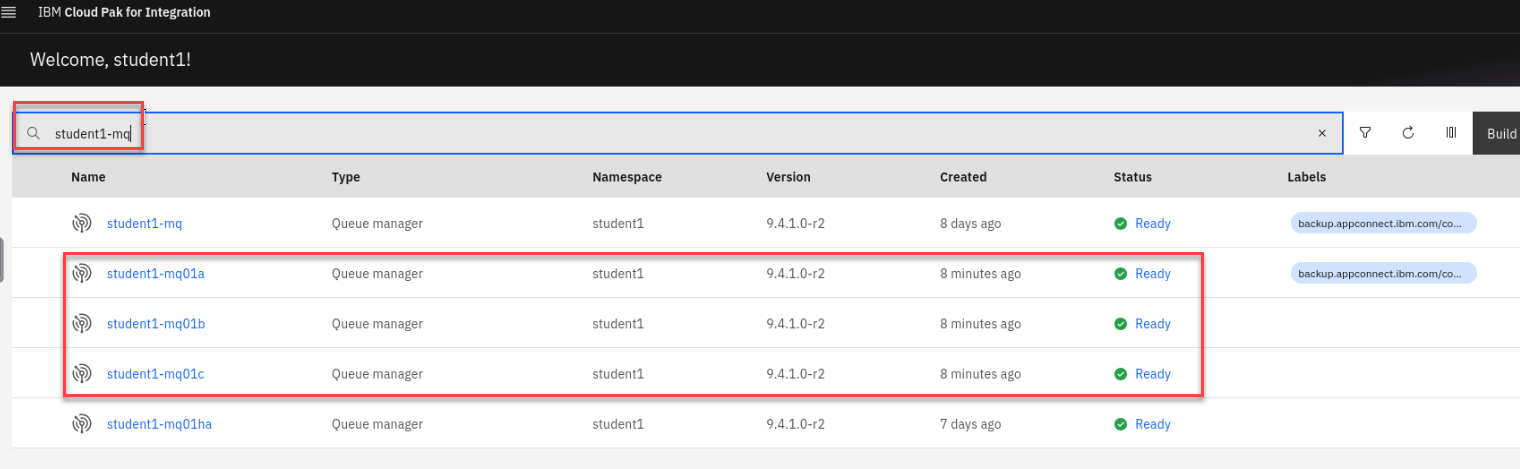 IBM Cloud Pak for Integration
Welcome, student1!
student1-mq
Build
Name Type Namespace Version Created Status Labels
student1-mq Queue manager student1 9.4.1.0-r2 8 days ago Ready backup.appconnect.ibm.com/co...
student1-mq01a Queue manager student1 9.4.1.0-r2 8 minutes ago Ready backup.appconnect.ibm.com/co...
student1-mq01b Queue manager student1 9.4.1.0-r2 8 minutes ago Ready
student1-mq01c Queue manager student1 9.4.1.0-r2 8 minutes ago Ready
student1-mq01ha Queue manager student1 9.4.1.0-r2 7 days ago Ready